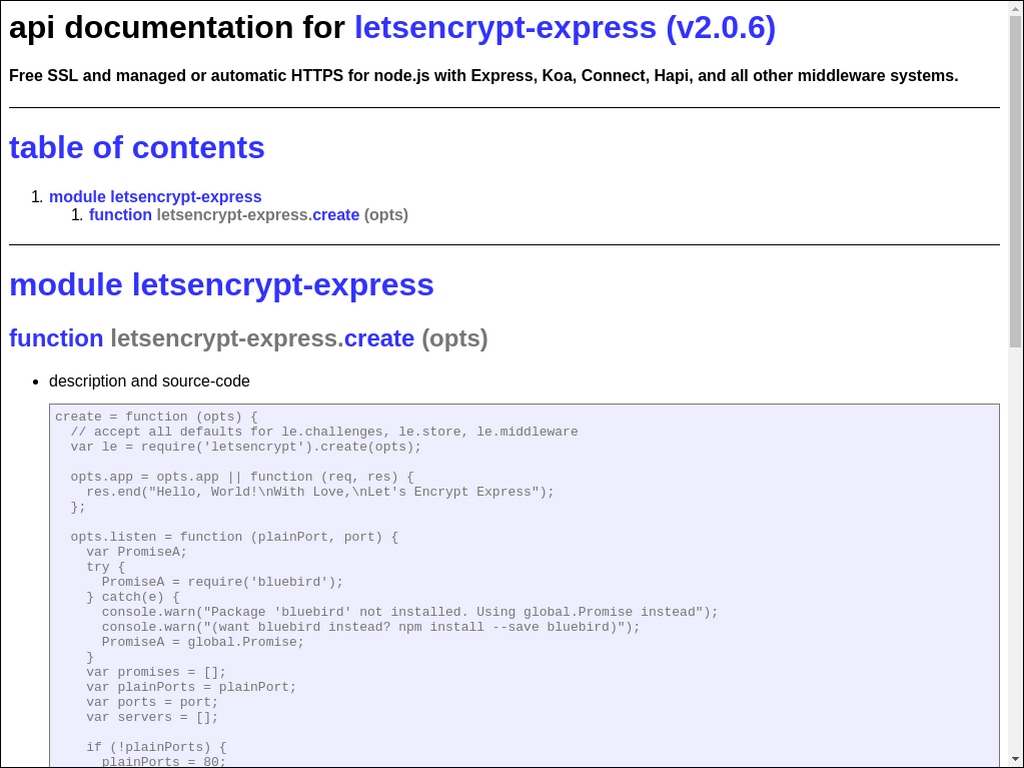 api documentation for letsencrypt-express (v2.0.6)
Free SSL and managed or automatic HTTPS for node.js with Express, Koa, Connect, Hapi, and all other middleware systems.
table of contents
1. module letsencrypt-express
1. function letsencrypt-express.create (opts)
module letsencrypt-express
function letsencrypt-express.create (opts)
• description and source-code
create = function (opts) {
  // accept all defaults for le.challenges, le.store, le.middleware
  var le = require('letsencrypt').create(opts);
  opts.app = opts.app || function (req, res) {
    res.end("Hello, World!\nWith Love,\nLet's Encrypt Express");
  };
  opts.listen = function (plainPort, port) {
    var PromiseA;
    try {
      PromiseA = require('bluebird');
    } catch(e) {
      console.warn("Package 'bluebird' not installed. Using global.Promise instead");
      console.warn("(want bluebird instead? npm install --save bluebird)");
      PromiseA = global.Promise;
    }
    var promises = [];
    var plainPorts = plainPort;
    var ports = port;
    var servers = [];
    if (!plainPorts) {
      plainPorts = 80;